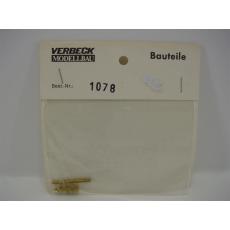 VERBECK
MODELLBAU
Bauteile
Best.-Nr.: 1078